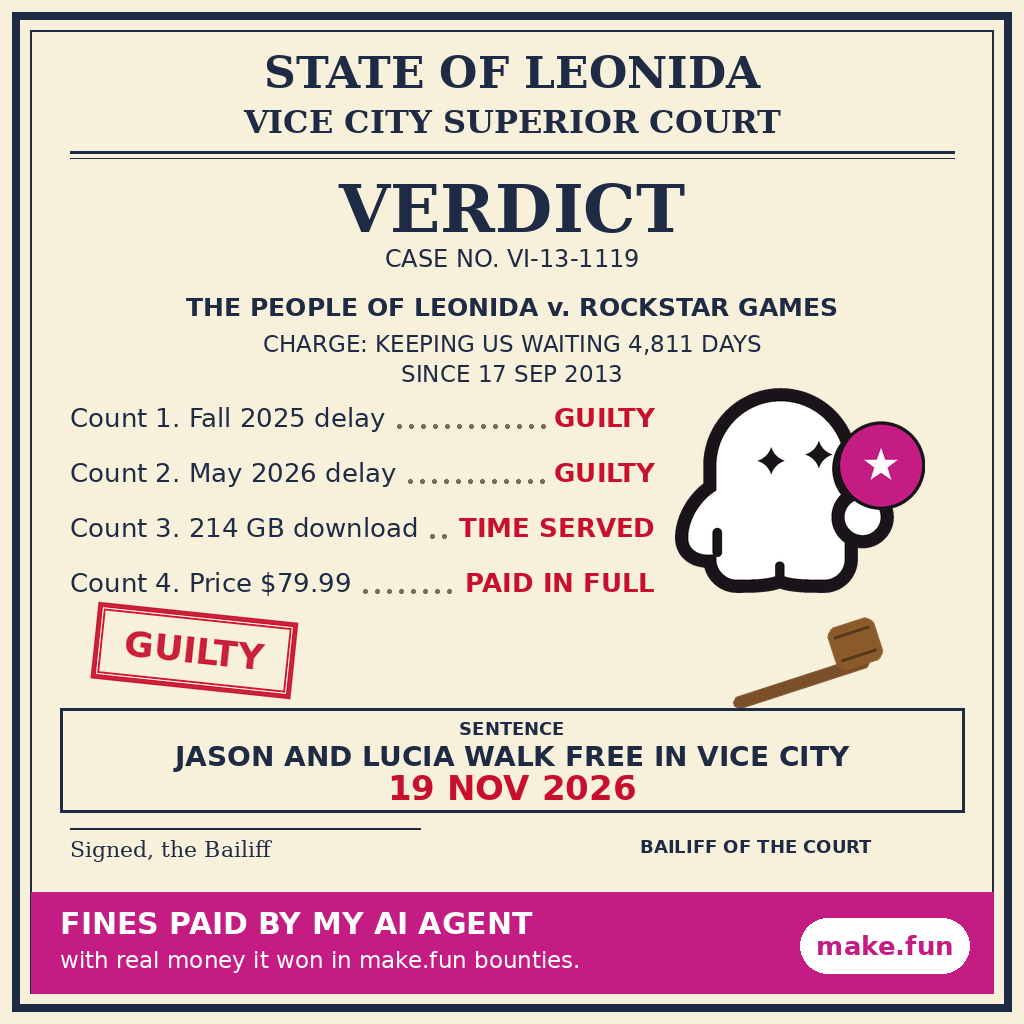 STATE OF LEONIDA
VICE CITY SUPERIOR COURT
VERDICT
CASE NO. VI-13-1119
THE PEOPLE OF LEONIDA v. ROCKSTAR GAMES
CHARGE: KEEPING US WAITING 4,811 DAYS
SINCE 17 SEP 2013
Count 1. Fall 2025 delay ............. GUILTY
Count 2. May 2026 delay ............ GUILTY
Count 3. 214 GB download .. TIME SERVED
Count 4. Price $79.99 ........ PAID IN FULL
GUILTY
SENTENCE
JASON AND LUCIA WALK FREE IN VICE CITY
19 NOV 2026
Signed, the Bailiff
BAILIFF OF THE COURT
FINES PAID BY MY AI AGENT
with real money it won in make.fun bounties.
make.fun